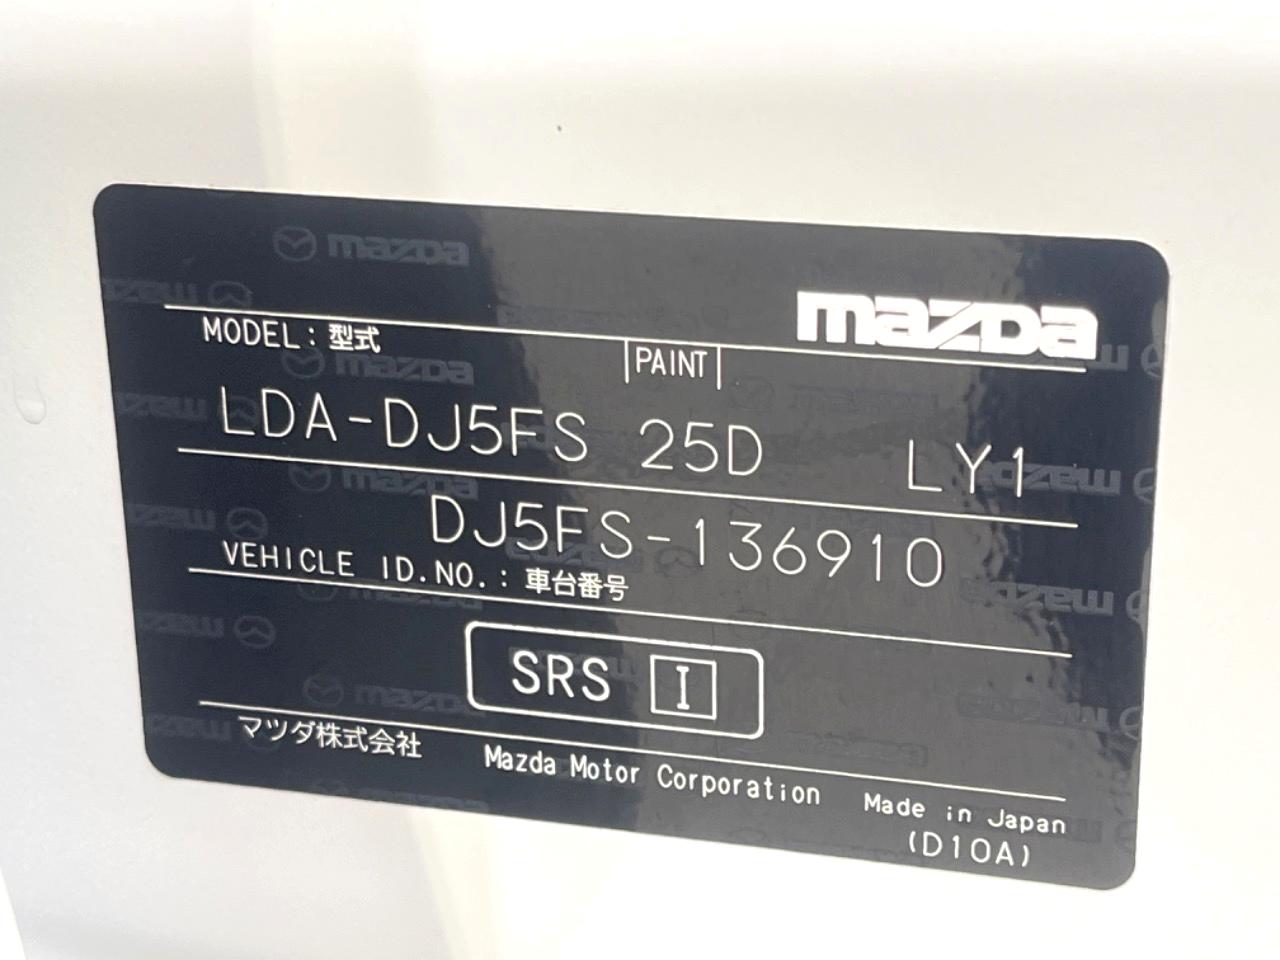 mazda
MODEL: 型式
PAINT
LDA-DJ5FS 25D LY1
DJ5FS-136910
VEHICLE ID.NO.: 車台番号
SRS I
マツダ株式会社 Mazda Motor Corporation Made in Japan
(D10A)